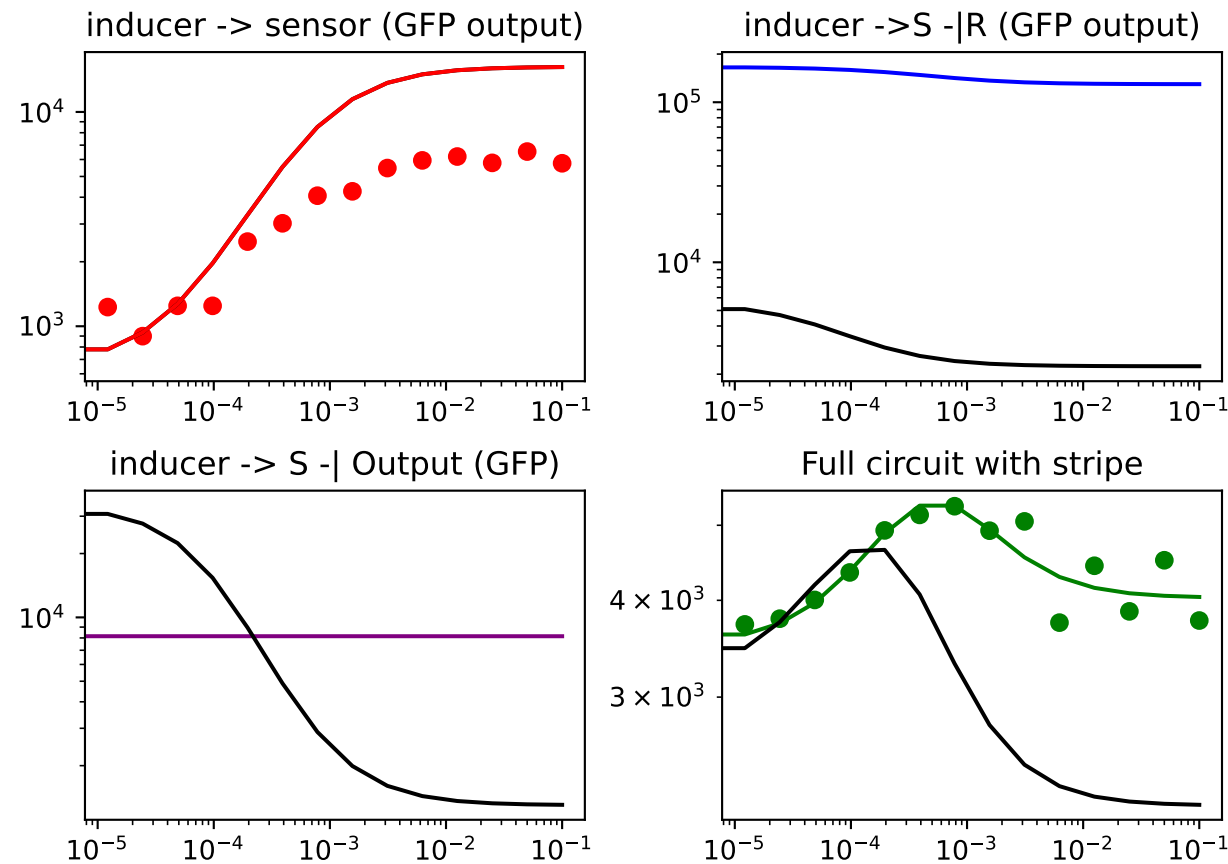 inducer -> sensor (GFP output)
10^4
10^3
10^-5 10^-4 10^-3 10^-2 10^-1
inducer ->S -|R (GFP output)
10^5
10^4
10^-5 10^-4 10^-3 10^-2 10^-1
inducer -> S -| Output (GFP)
10^4
10^-5 10^-4 10^-3 10^-2 10^-1
Full circuit with stripe
4 × 10^3
3 × 10^3
10^-5 10^-4 10^-3 10^-2 10^-1